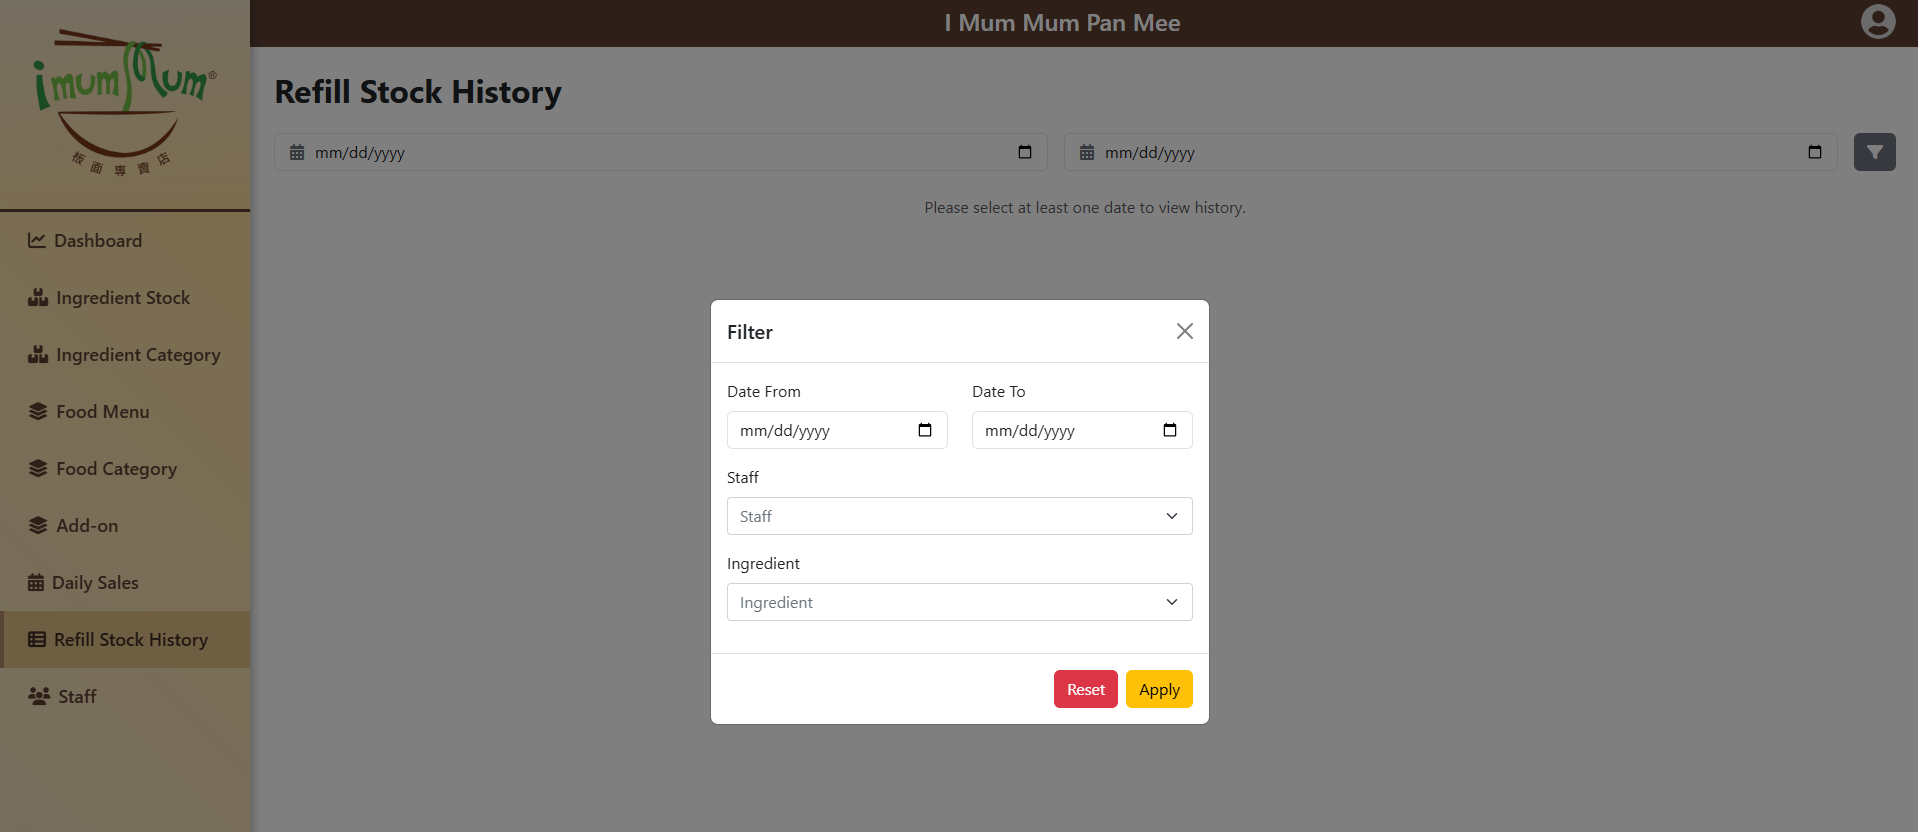 I Mum Mum Pan Mee
imumMum®
板面專賣店
Dashboard
Ingredient Stock
Ingredient Category
Food Menu
Food Category
Add-on
Daily Sales
Refill Stock History
Staff
Refill Stock History
mm/dd/yyyy
mm/dd/yyyy
Please select at least one date to view history.
Filter
Date From
Date To
mm/dd/yyyy
mm/dd/yyyy
Staff
Staff
Ingredient
Ingredient
Reset
Apply